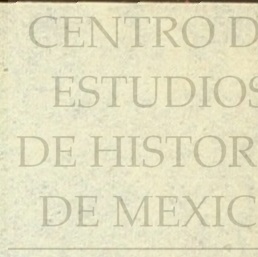 CENTRO D
ESTUDIOS
DE HISTOR
DE MEXIC